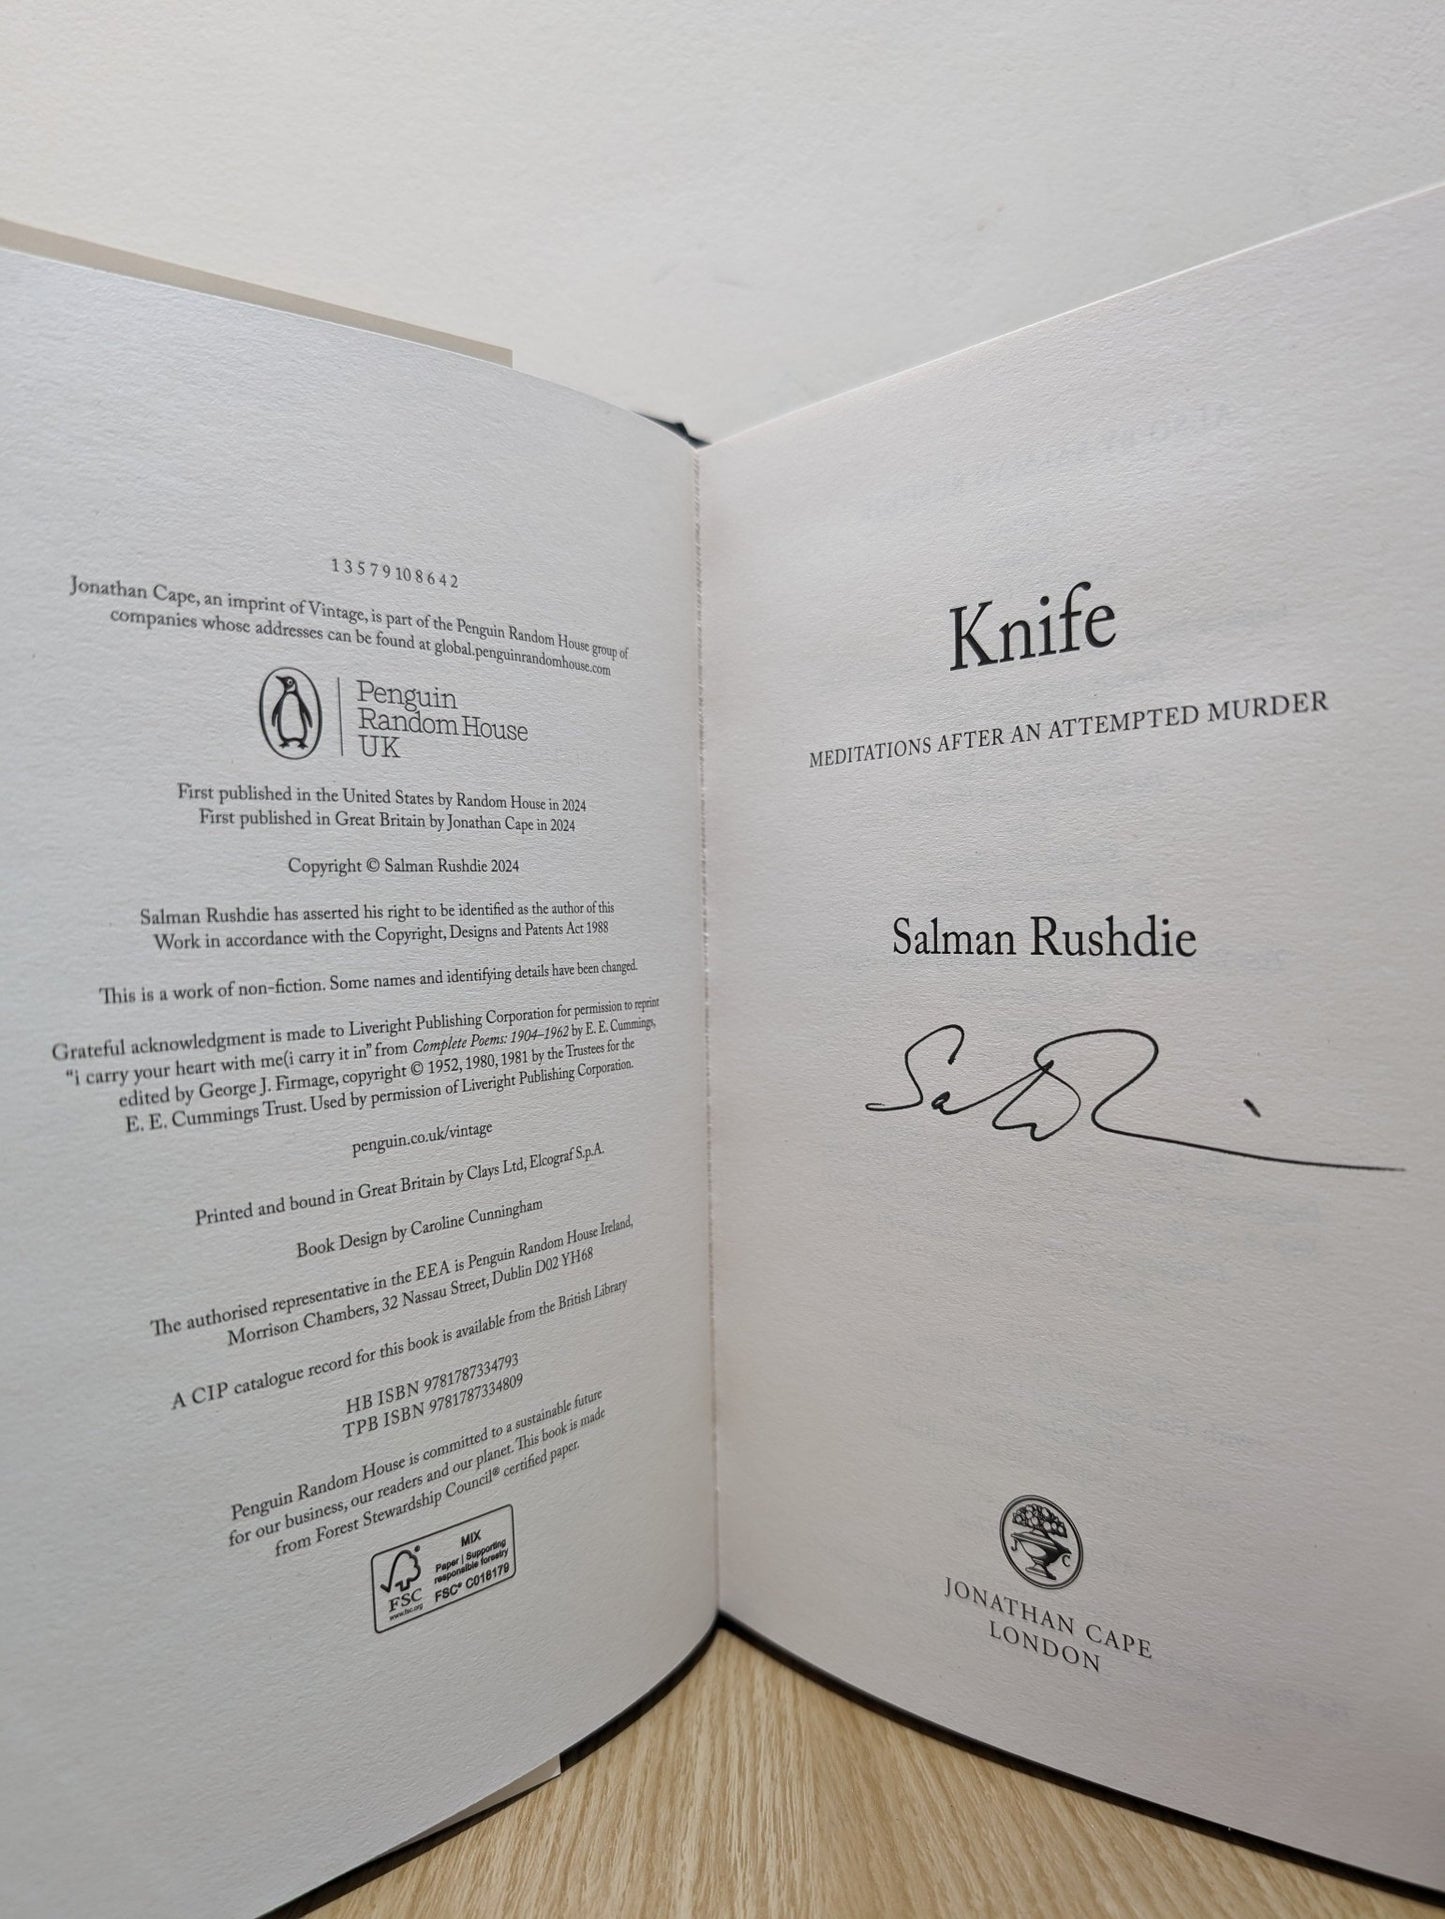 1 3 5 7 9 10 8 6 4 2
Jonathan Cape, an imprint of Vintage, is part of the Penguin Random House group of
companies whose addresses can be found at global.penguinrandomhouse.com
Penguin
Random House
UK
First published in the United States by Random House in 2024
First published in Great Britain by Jonathan Cape in 2024
Copyright © Salman Rushdie 2024
Salman Rushdie has asserted his right to be identified as the author of this
Work in accordance with the Copyright, Designs and Patents Act 1988
This is a work of non-fiction. Some names and identifying details have been changed.
Grateful acknowledgment is made to Liveright Publishing Corporation for permission to reprint
“i carry your heart with me(i carry it in” from Complete Poems: 1904–1962 by E. E. Cummings,
edited by George J. Firmage, copyright © 1952, 1980, 1981 by the Trustees for the
E. E. Cummings Trust. Used by permission of Liveright Publishing Corporation.
penguin.co.uk/vintage
Printed and bound in Great Britain by Clays Ltd, Elcograf S.p.A.
Book Design by Caroline Cunningham
The authorised representative in the EEA is Penguin Random House Ireland,
Morrison Chambers, 32 Nassau Street, Dublin D02 YH68
A CIP catalogue record for this book is available from the British Library
HB ISBN 9781787334793
TPB ISBN 9781787334809
Penguin Random House is committed to a sustainable future
for our business, our readers and our planet. This book is made
from Forest Stewardship Council® certified paper.
FSC
www.fsc.org
MIX
Paper | Supporting
responsible forestry
FSC® C018179
Knife
MEDITATIONS AFTER AN ATTEMPTED MURDER
Salman Rushdie
J C
JONATHAN CAPE
LONDON